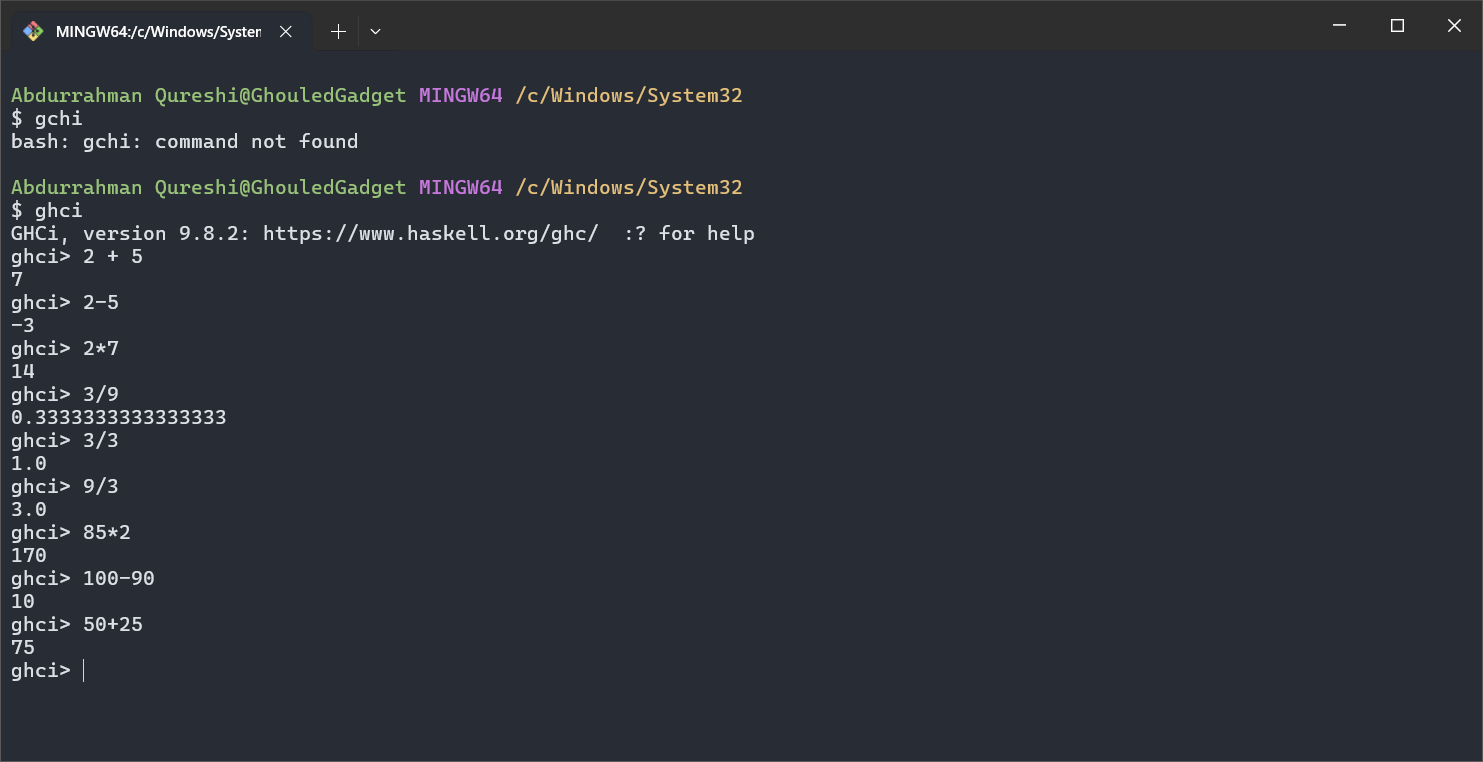 MINGW64:/c/Windows/System
Abdurrahman Qureshi@GhouledGadget MINGW64 /c/Windows/System32
$ gchi
bash: gchi: command not found
Abdurrahman Qureshi@GhouledGadget MINGW64 /c/Windows/System32
$ ghci
GHCi, version 9.8.2: https://www.haskell.org/ghc/  :? for help
ghci> 2 + 5
7
ghci> 2-5
-3
ghci> 2*7
14
ghci> 3/9
0.3333333333333333
ghci> 3/3
1.0
ghci> 9/3
3.0
ghci> 85*2
170
ghci> 100-90
10
ghci> 50+25
75
ghci>